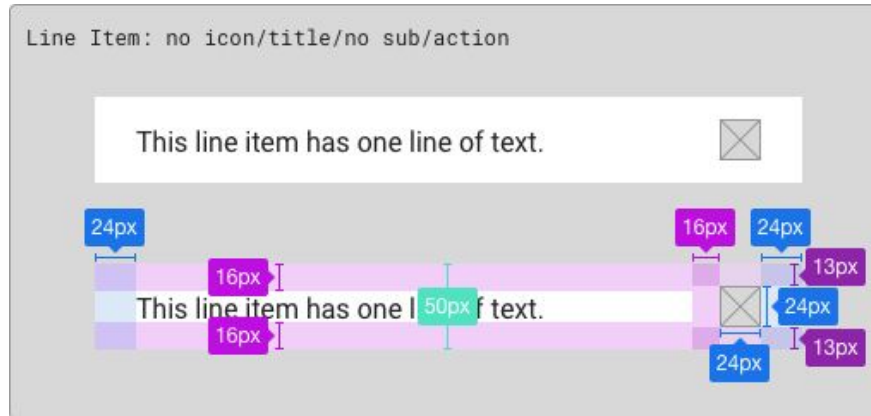 Line Item: no icon/title/no sub/action
This line item has one line of text.
24px
16px
24px
16px
13px
This line item has one l 50px f text.
24px
16px
13px
24px